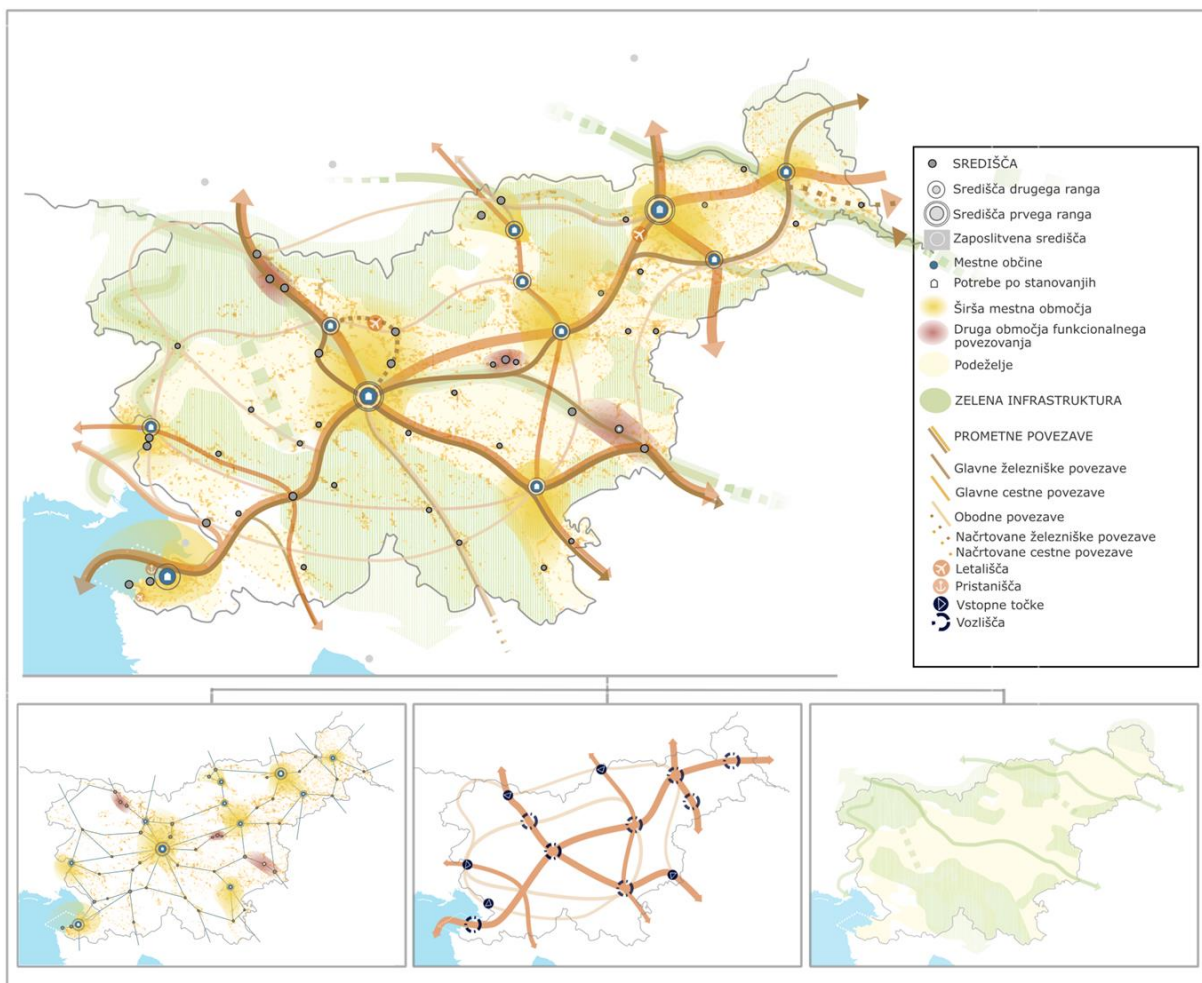 SREDIŠČA
Središča drugega ranga
Središča prvega ranga
Zaposlitvena središča
Mestne občine
Potrebe po stanovanjih
Širša mestna območja
Druga območja funkcionalnega
povezovanja
Podeželje
ZELENA INFRASTRUKTURA
PROMETNE POVEZAVE
Glavne železniške povezave
Glavne cestne povezave
Obodne povezave
Načrtovane železniške povezave
Načrtovane cestne povezave
Letališča
Pristanišča
Vstopne točke
Vozlišča